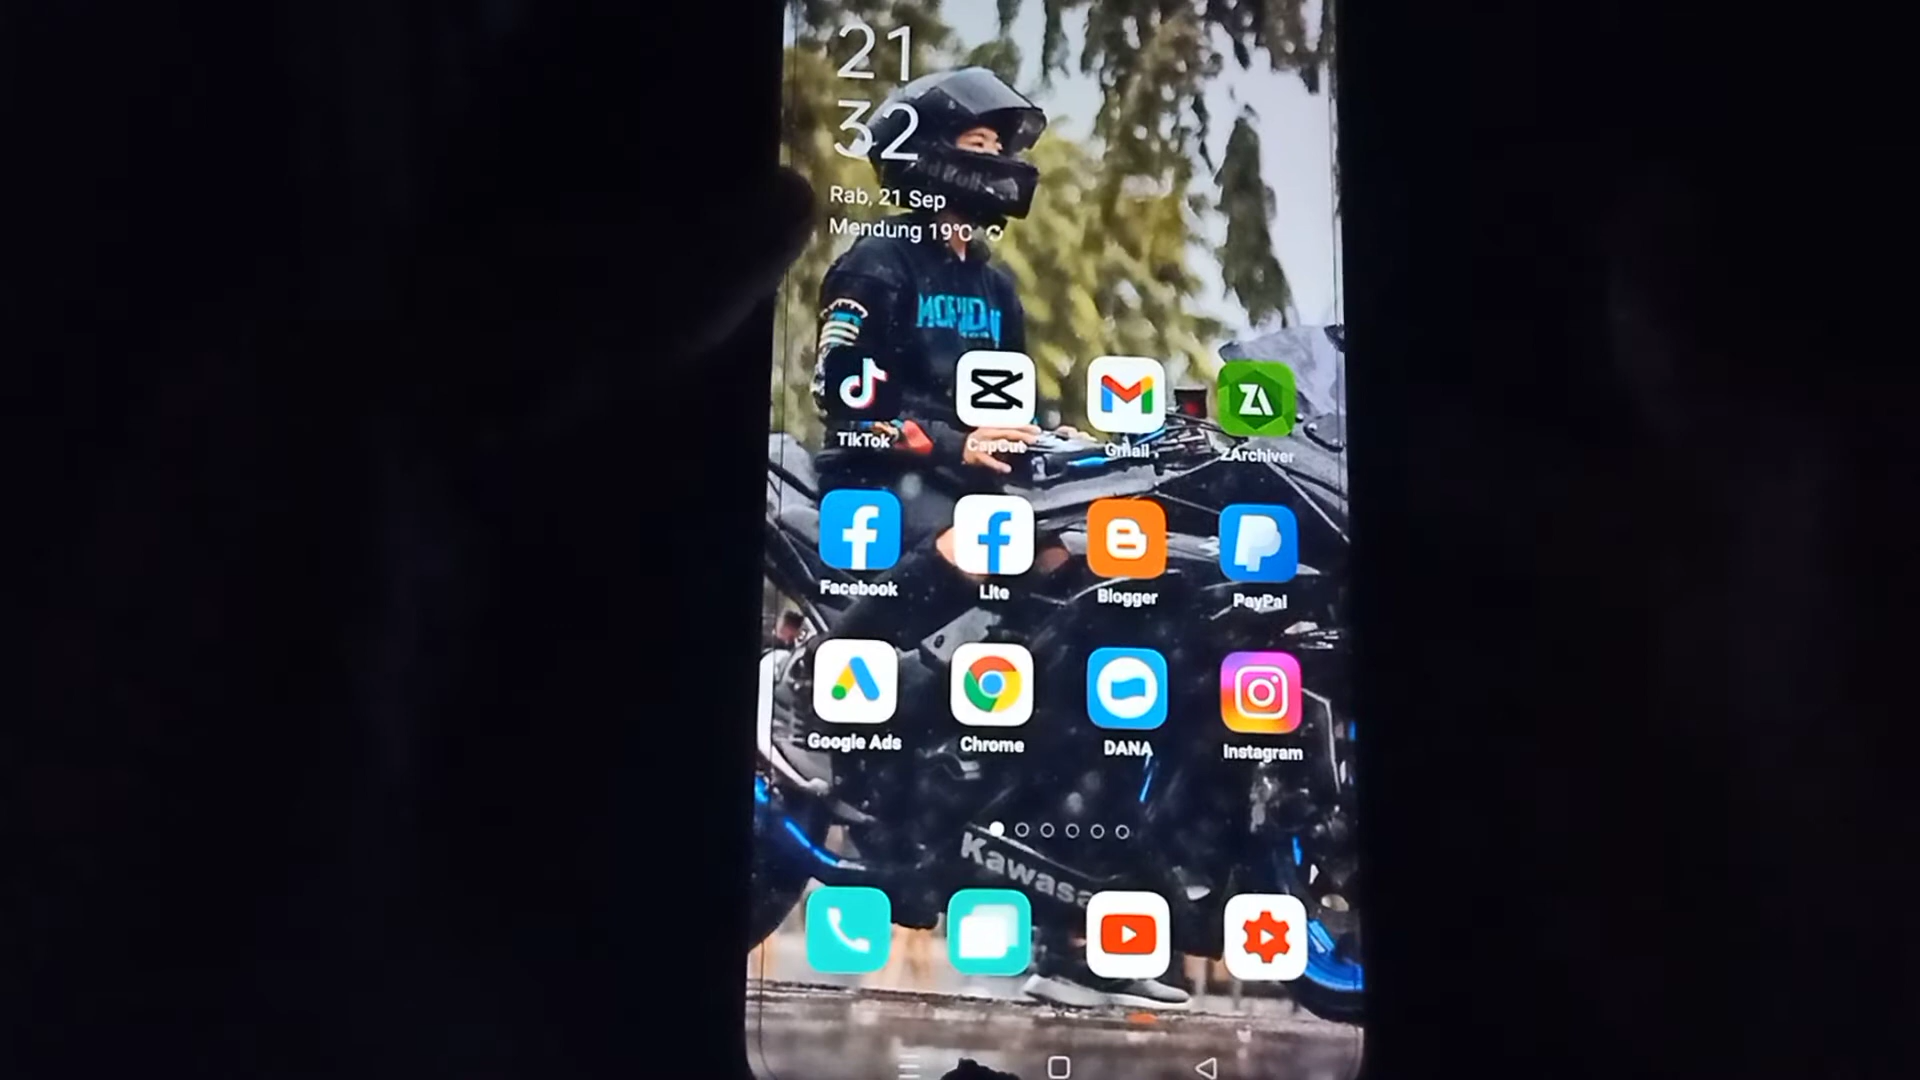 21
32
Rab, 21 Sep
Mendung 19°C
TikTok
CapCut
Gmail
ZArchiver
Facebook
Lite
Blogger
PayPal
Google Ads
Chrome
DANA
Instagram